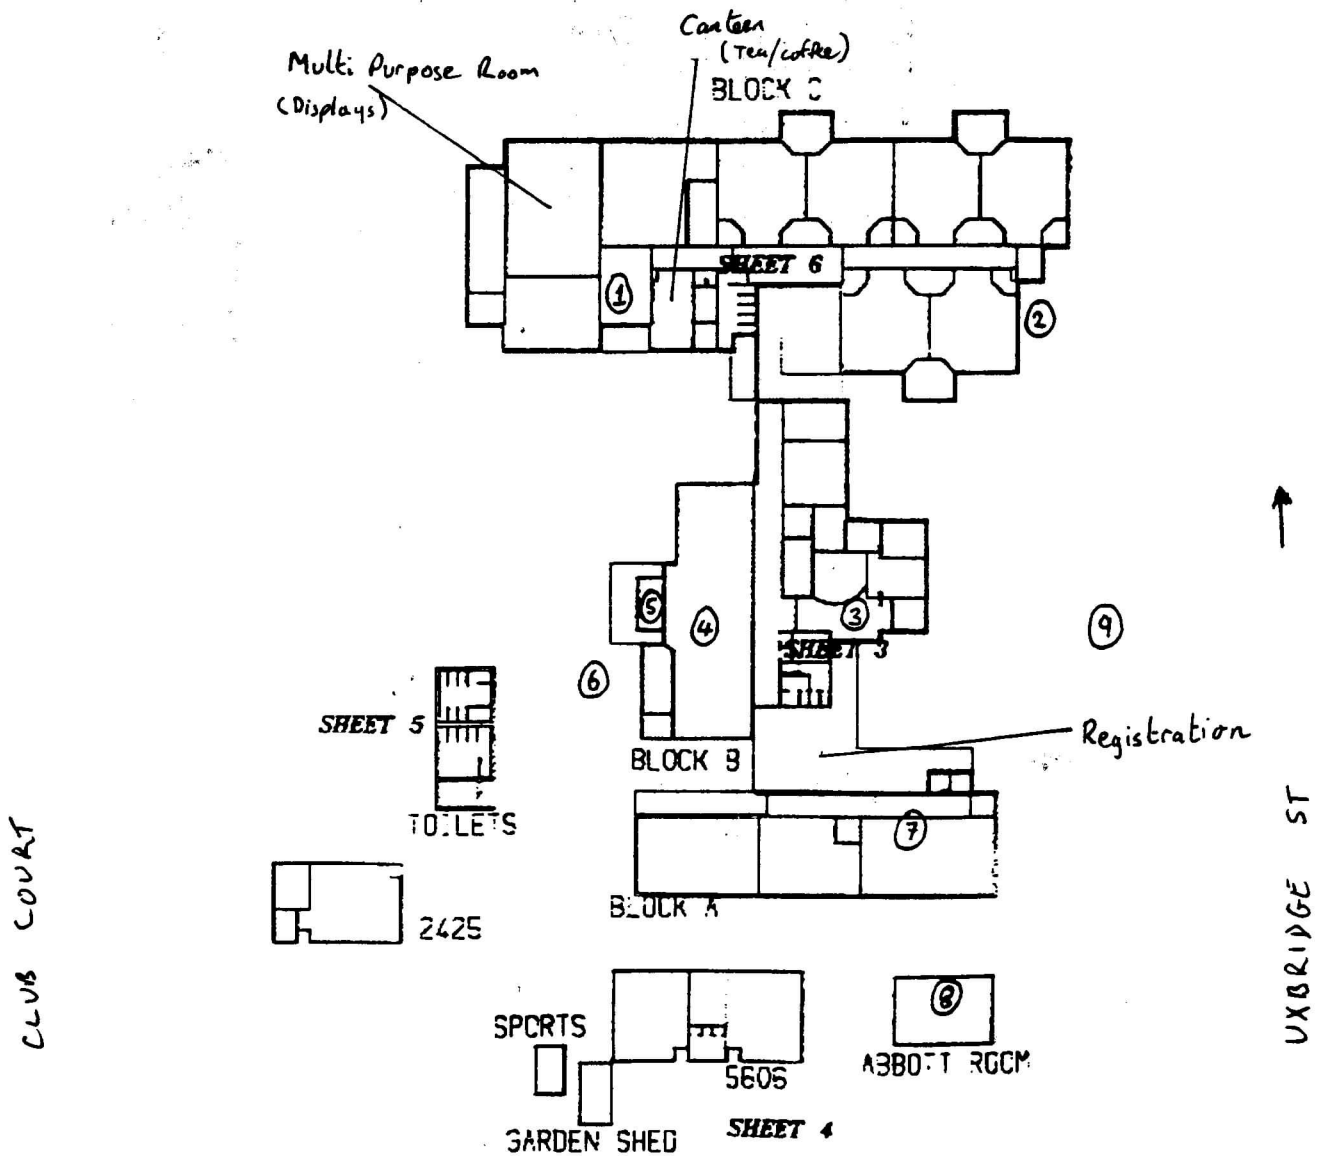 Canteen
(Tea/coffee)
Multi Purpose Room
(Displays)
BLOCK C
SHEET 6
1
2
3
4
5
6
9
SHEET 3
SHEET 5
Registration
BLOCK B
TOILETS
7
BLOCK A
2425
CLUB COURT
UXBRIDGE ST
8
SPORTS
ABBOTT ROOM
5606
SHEET 4
GARDEN SHED